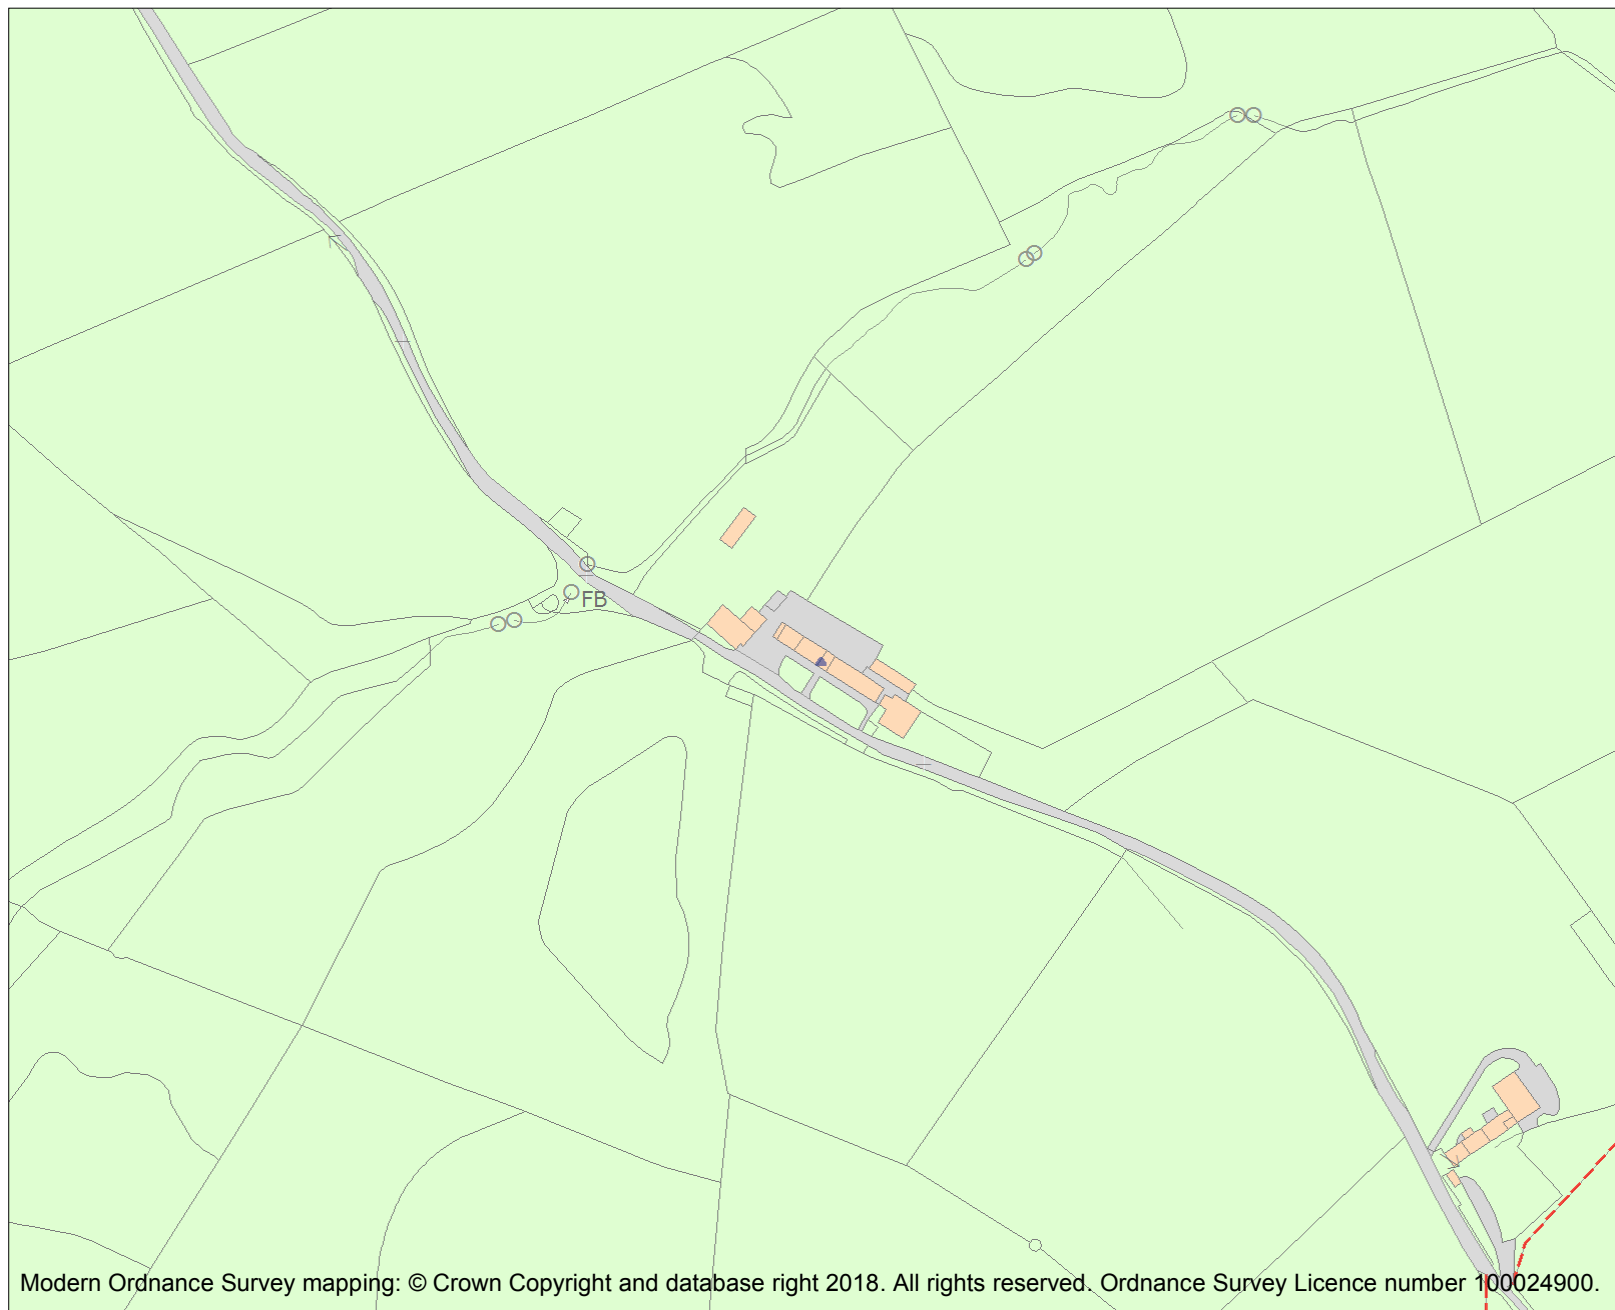 FB
Modern Ordnance Survey mapping: © Crown Copyright and database right 2018. All rights reserved. Ordnance Survey Licence number 100024900.